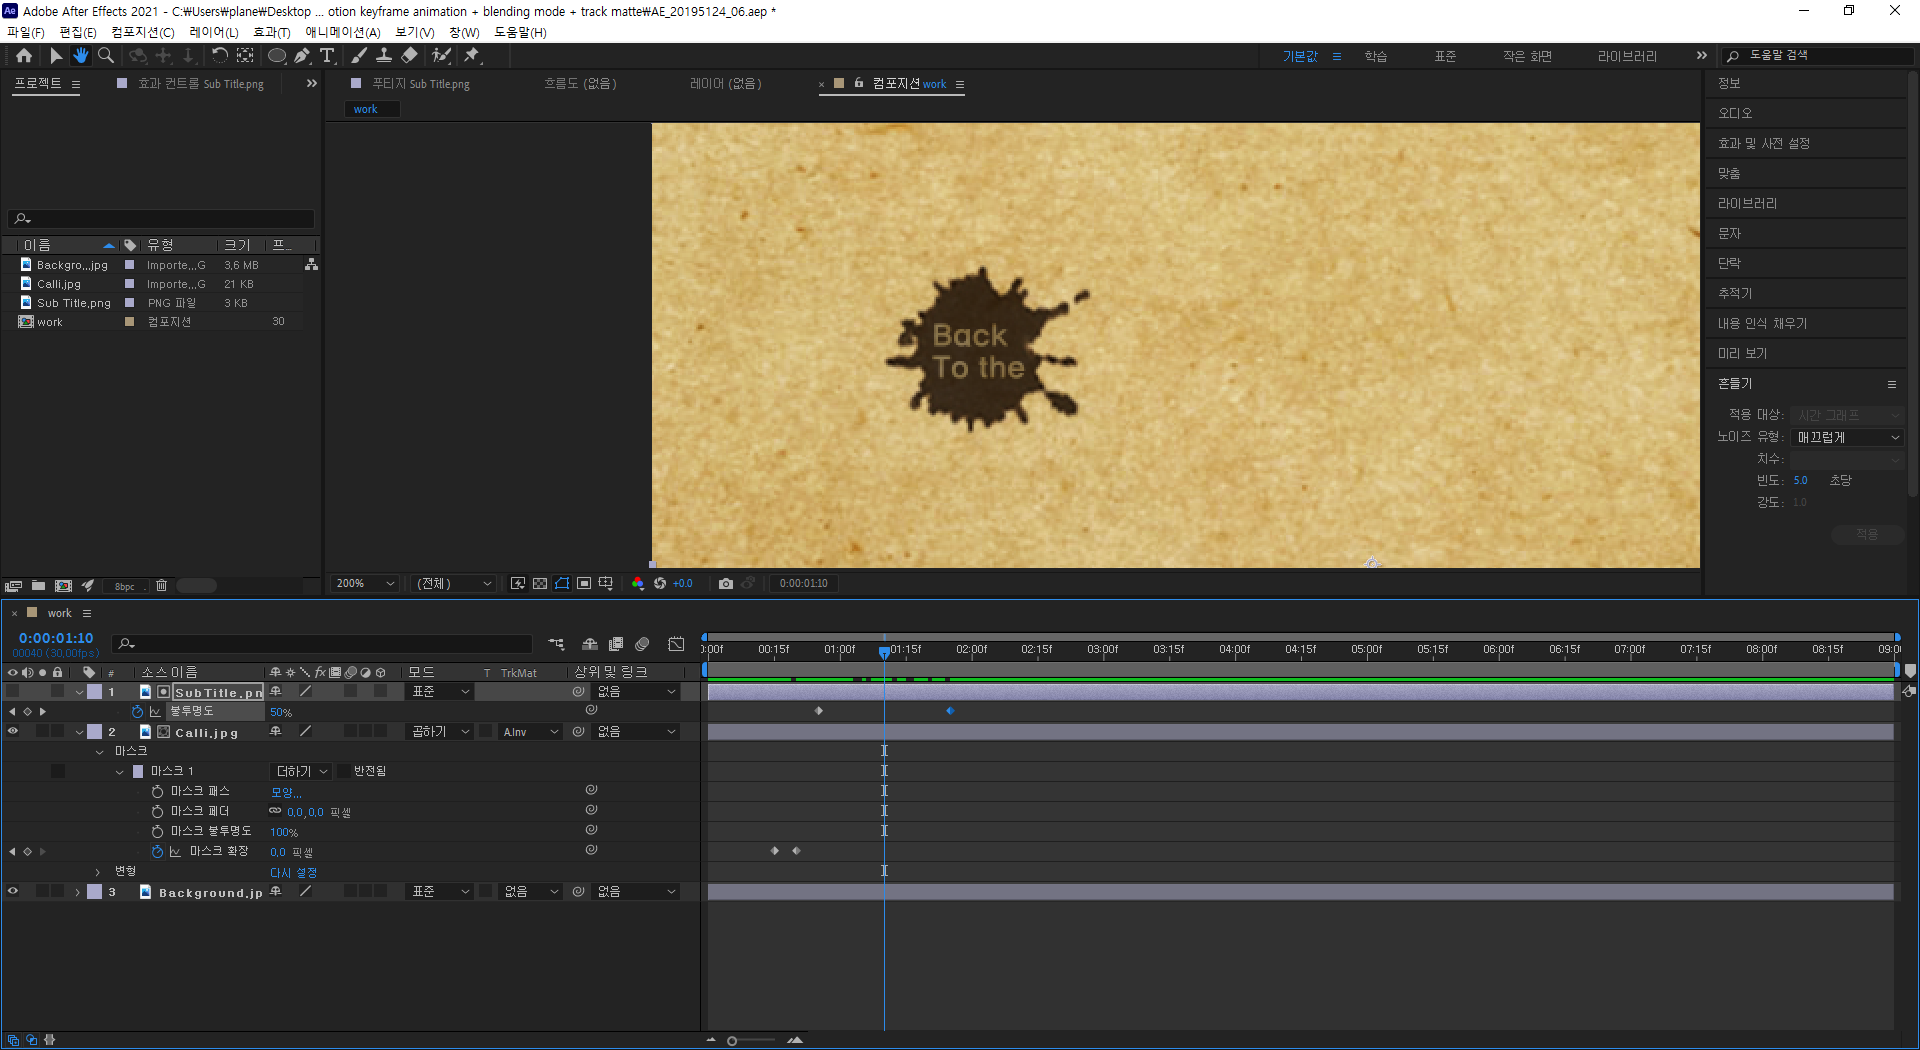 Adobe After Effects 2021 - C:₩Users₩plane₩Desktop ... otion keyframe animation + blending mode + track matte₩AE_20195124_06.aep *
파일(F) 편집(E) 컴포지션(C) 레이어(L) 효과(T) 애니메이션(A) 보기(V) 창(W) 도움말(H)
기본값 학습 표준 작은 화면 라이브러리 도움말 검색
프로젝트 효과 컨트롤 Sub Title.png
푸티지 Sub Title.png 흐름도 (없음) 레이어 (없음) 컴포지션 work
work
이름 유형 크기 프...
Backgro...jpg Importe...G 3.6 MB
Calli.jpg Importe...G 21 KB
Sub Title.png PNG 파일 3 KB
work 컴포지션 30
8bpc
Back
To the
200% (전체) +0.0 0:00:01:10
정보
오디오
효과 및 사전 설정
맞춤
라이브러리
문자
단락
추적기
내용 인식 채우기
미리 보기
흔들기
적용 대상: 시간 그래프
노이즈 유형: 매끄럽게
치수:
빈도: 5.0 초당
강도: 1.0
적용
work
0:00:01:10
00040 (30.00fps)
# 소스 이름 fx 모드 T TrkMat 상위 및 링크
:00f 00:15f 01:00f 01:15f 02:00f 02:15f 03:00f 03:15f 04:00f 04:15f 05:00f 05:15f 06:00f 06:15f 07:00f 07:15f 08:00f 08:15f 09:0
1 Sub Title.pn 표준 없음
불투명도 50%
2 Calli.jpg 곱하기 A.Inv 없음
마스크
마스크 1 더하기 반전됨
마스크 패스 모양...
마스크 페더 0.0, 0.0 픽셀
마스크 불투명도 100%
마스크 확장 0.0 픽셀
변형 다시 설정
3 Background.jp 표준 없음 없음